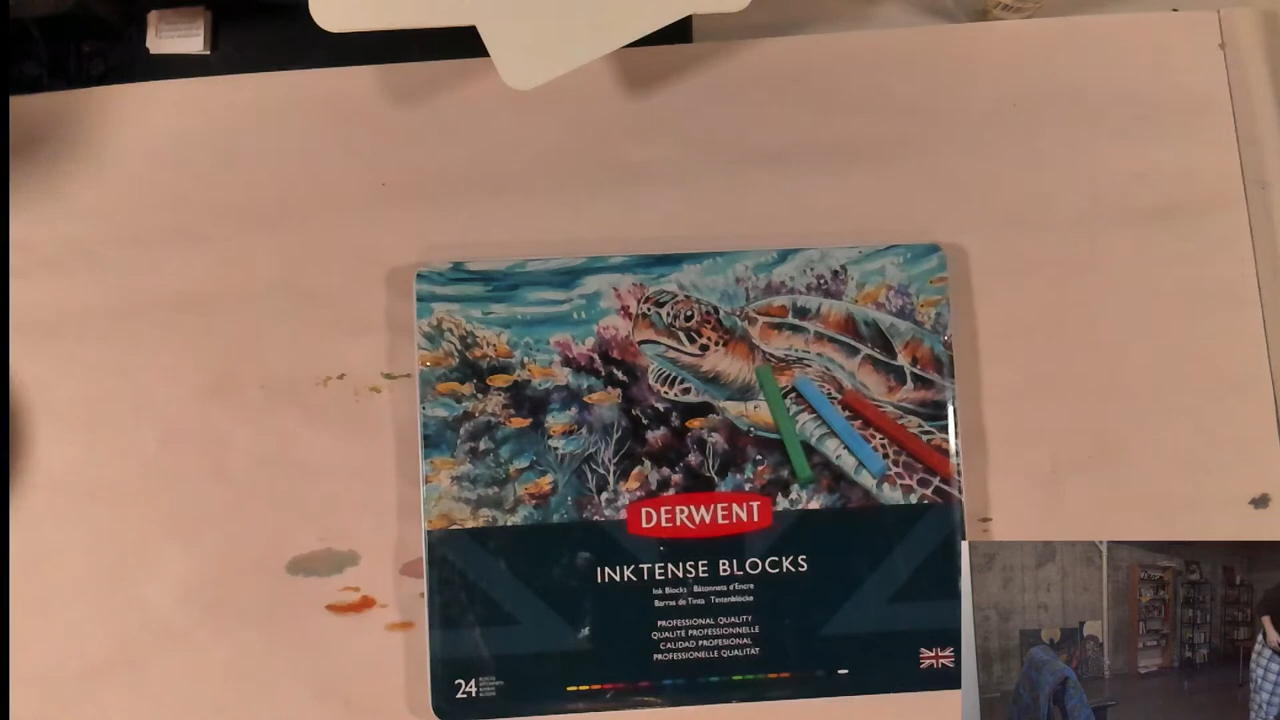 DERWENT
INKTENSE BLOCKS
Ink Blocks Bâtonnets d'Encre
Barras de Tinta Tintenblöcke
PROFESSIONAL QUALITY
QUALITÉ PROFESSIONNELLE
CALIDAD PROFESIONAL
PROFESSIONELLE QUALITÄT
24